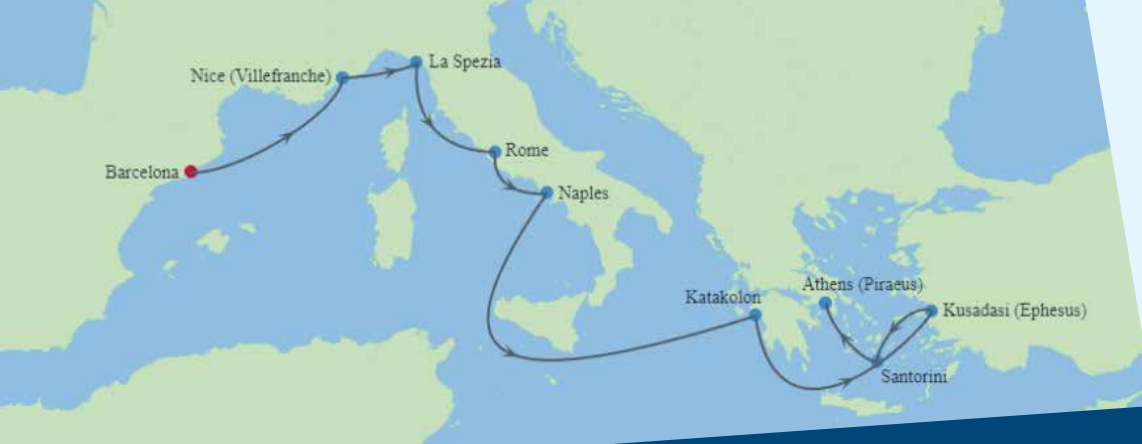 La Spezia
Nice (Villefranche)
Rome
Barcelona
Naples
Athens (Piraeus)
Katakolon
Kusadasi (Ephesus)
Santorini